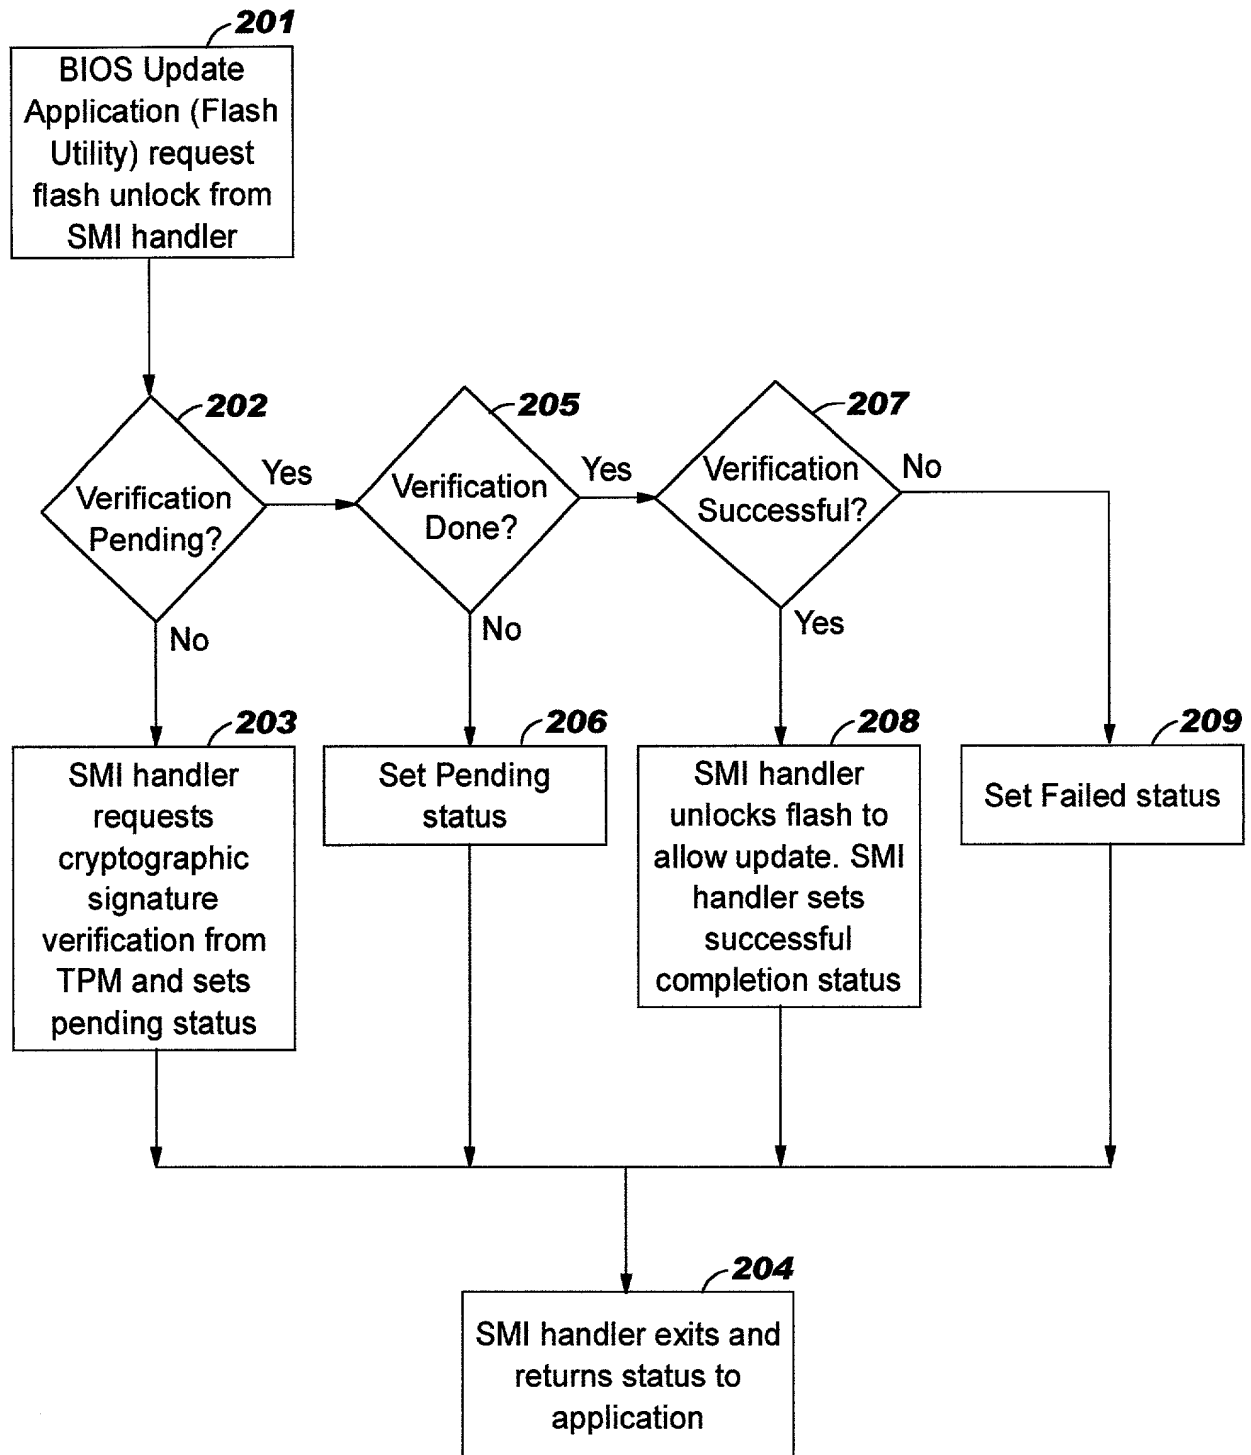 201
BIOS Update
Application (Flash
Utility) request
flash unlock from
SMI handler
202
Verification
Pending?
Yes
No
205
Verification
Done?
Yes
No
207
Verification
Successful?
No
Yes
203
SMI handler
requests
cryptographic
signature
verification from
TPM and sets
pending status
206
Set Pending
status
208
SMI handler
unlocks flash to
allow update. SMI
handler sets
successful
completion status
209
Set Failed status
204
SMI handler exits and
returns status to
application